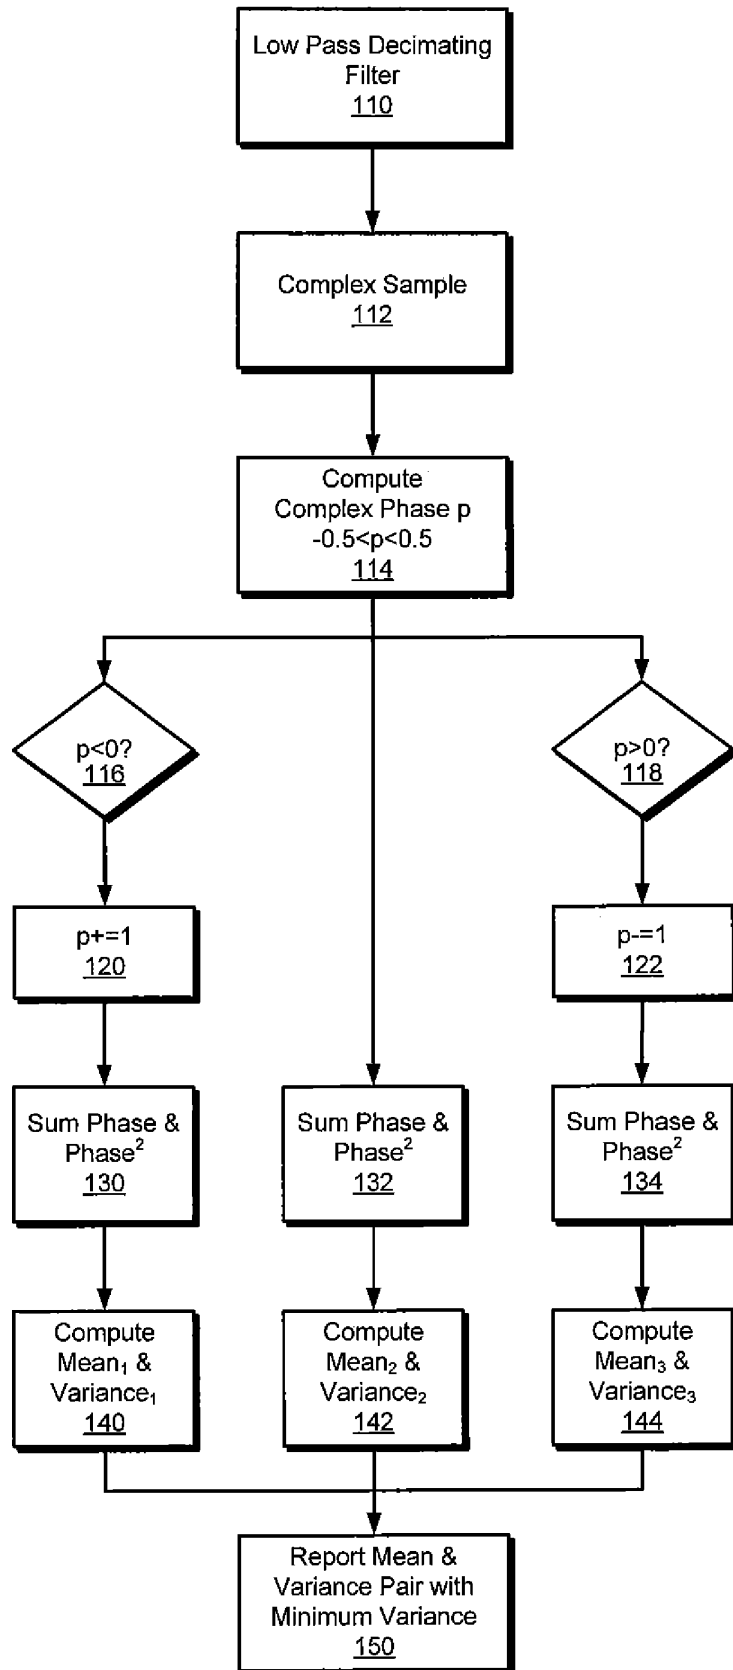 Low Pass Decimating
Filter
110
Complex Sample
112
Compute
Complex Phase p
-0.5<p<0.5
114
p<0?
116
p>0?
118
p+=1
120
p-=1
122
Sum Phase &
Phase²
130
Sum Phase &
Phase²
132
Sum Phase &
Phase²
134
Compute
Mean₁ &
Variance₁
140
Compute
Mean₂ &
Variance₂
142
Compute
Mean₃ &
Variance₃
144
Report Mean &
Variance Pair with
Minimum Variance
150